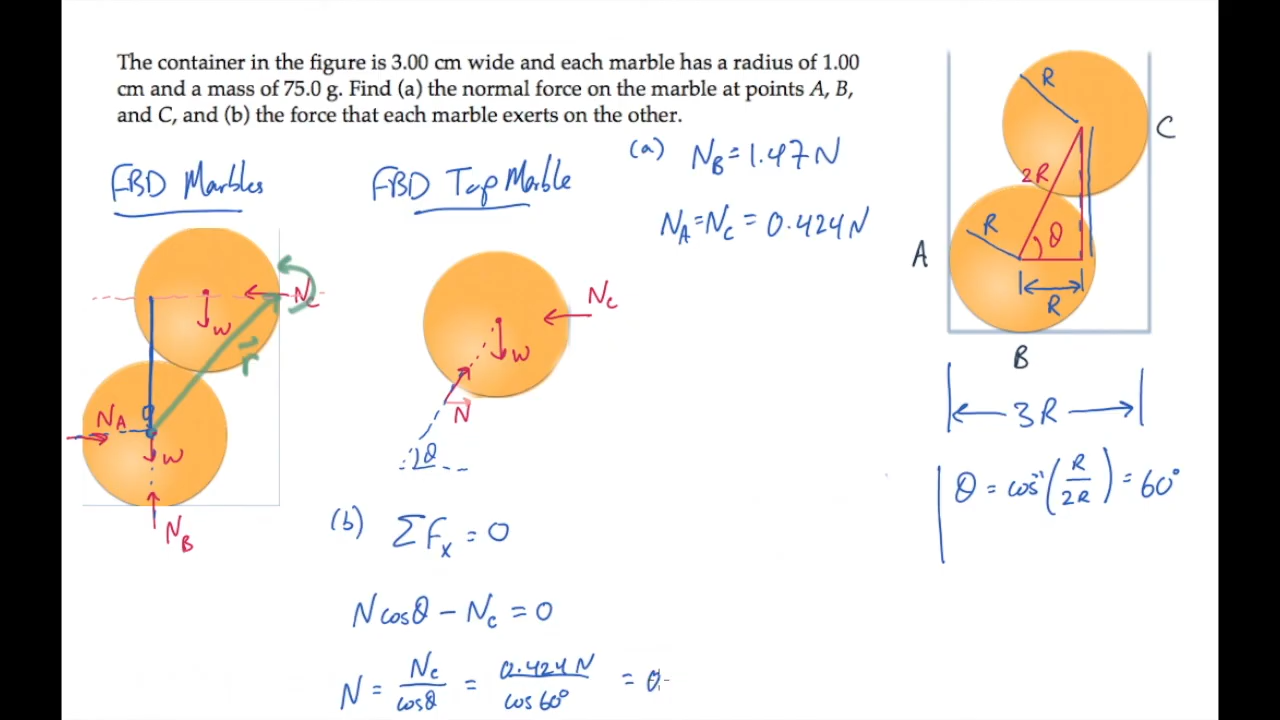 The container in the figure is 3.00 cm wide and each marble has a radius of 1.00
cm and a mass of 75.0 g. Find (a) the normal force on the marble at points A, B,
and C, and (b) the force that each marble exerts on the other.
FBD Marbles
FBD Top Marble
(a) N_B = 1.47 N
N_A = N_C = 0.424 N
N_C
W
r⃗
N_A
W
N_B
N_C
W
N
θ
R
C
2R
R
θ
A
R
B
3R
θ = cos⁻¹(R/2R) = 60°
(b) ΣF_x = 0
N cosθ - N_C = 0
N = N_C/cosθ = 0.424 N/cos 60° = 0.